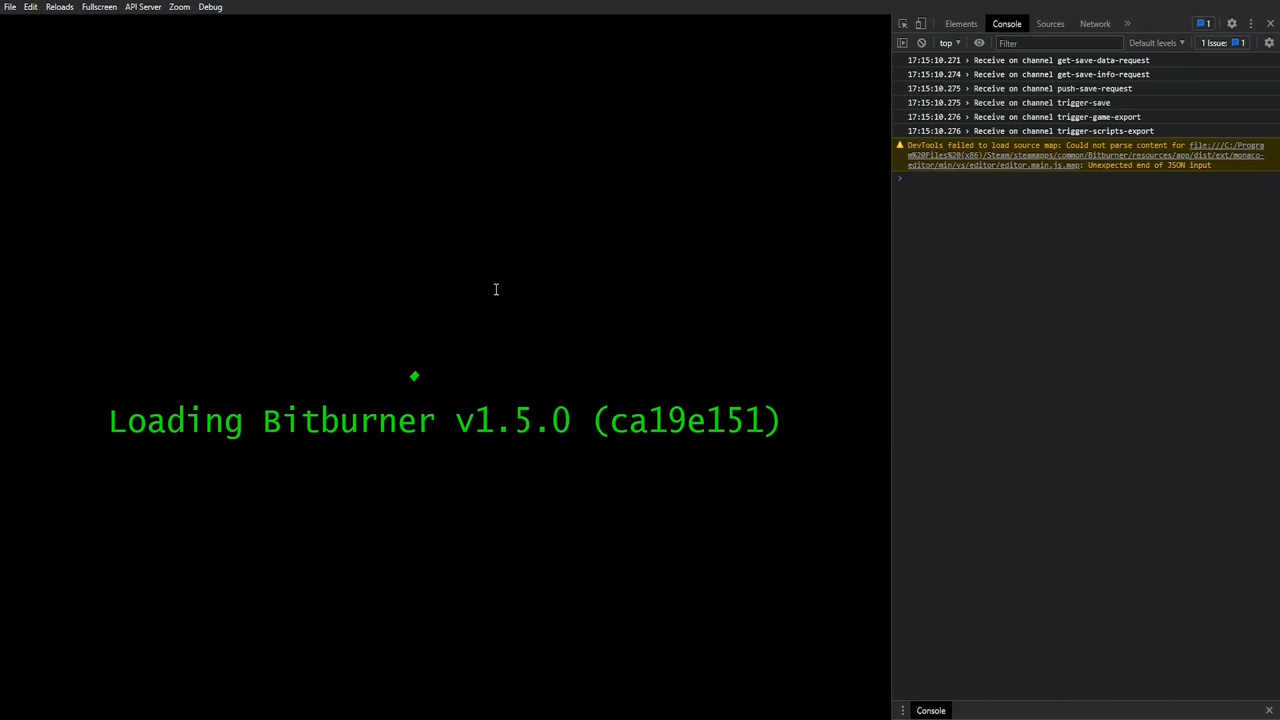 File Edit Reloads Fullscreen API Server Zoom Debug
Elements Console Sources Network » 1
top Filter Default levels 1 Issue: 1
17:15:10.271 › Receive on channel get-save-data-request
17:15:10.274 › Receive on channel get-save-info-request
17:15:10.275 › Receive on channel push-save-request
17:15:10.275 › Receive on channel trigger-save
17:15:10.276 › Receive on channel trigger-game-export
17:15:10.276 › Receive on channel trigger-scripts-export
DevTools failed to load source map: Could not parse content for file:///C:/Progra
m%20Files%20(x86)/Steam/steamapps/common/Bitburner/resources/app/dist/ext/monaco-
editor/min/vs/editor/editor.main.js.map: Unexpected end of JSON input
›
Loading Bitburner v1.5.0 (ca19e151)
Console